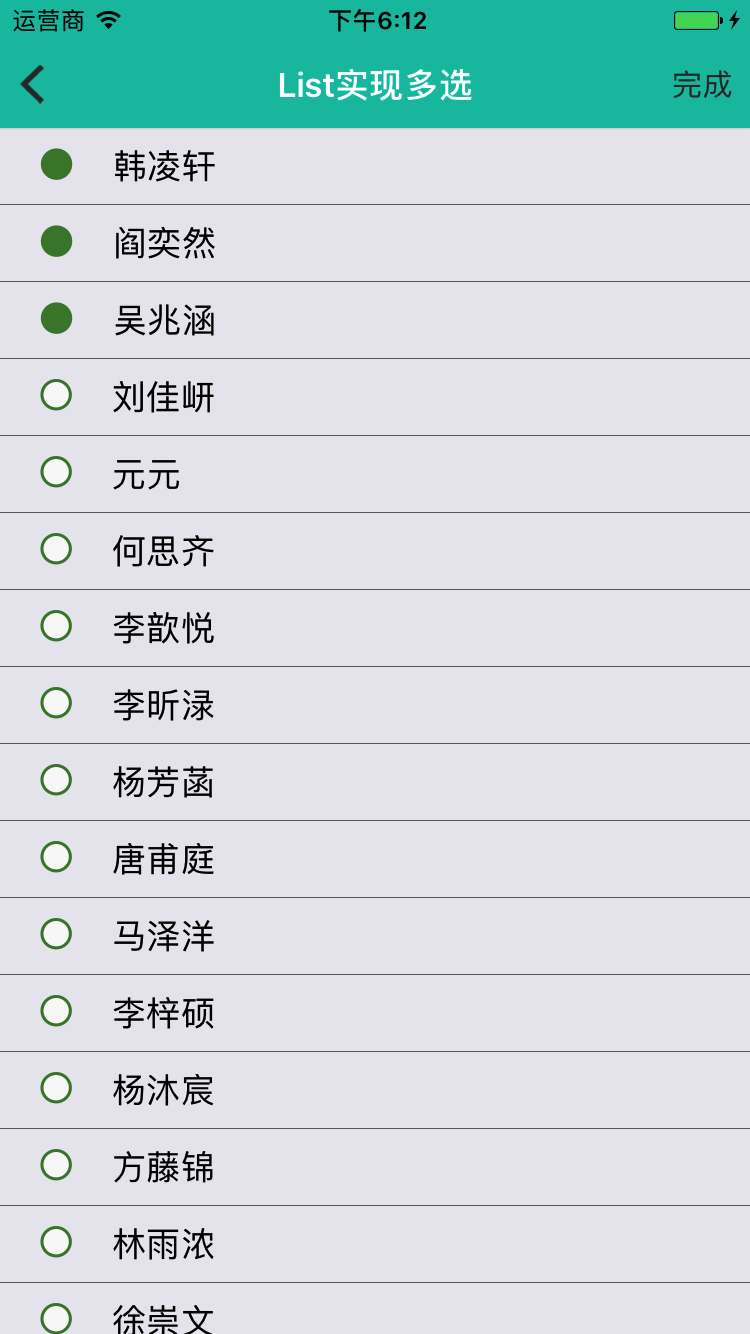 运营商 下午6:12
List实现多选 完成
韩凌轩
阎奕然
吴兆涵
刘佳岍
元元
何思齐
李歆悦
李昕渌
杨芳菡
唐甫庭
马泽洋
李梓硕
杨沐宸
方藤锦
林雨浓
徐崇文